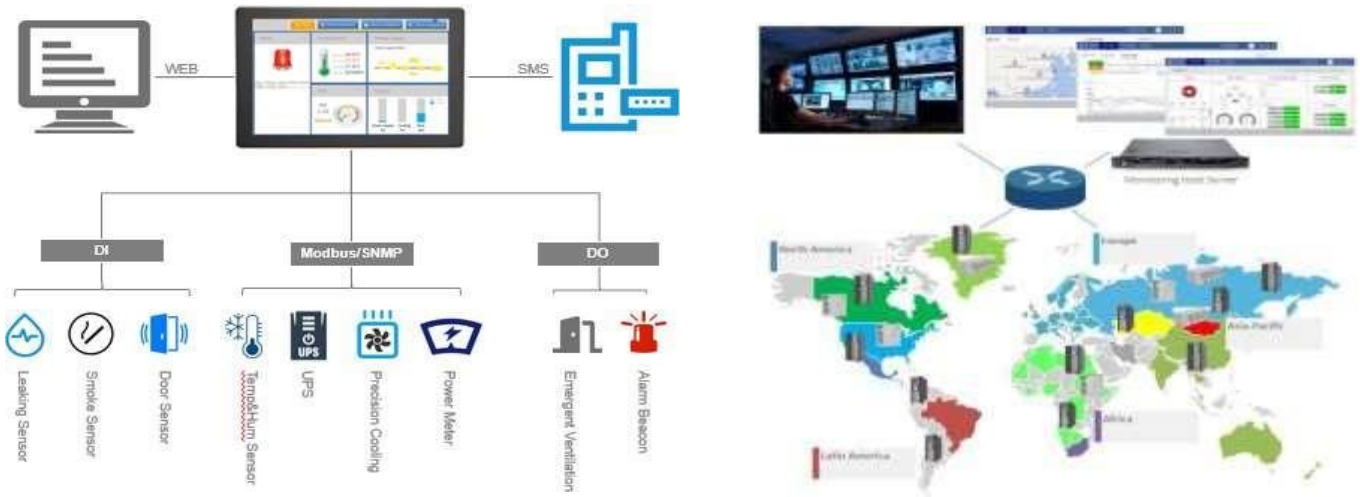 WEB
SMS
DI
Modbus/SNMP
DO
UPS
Leaking Sensor
Smoke Sensor
Door Sensor
Temp&Hum Sensor
UPS
Precision Cooling
Power Meter
Emergent Ventilation
Alarm Beacon
Monitoring Host Server
North America
Europe
Asia-Pacific
Africa
Latin America